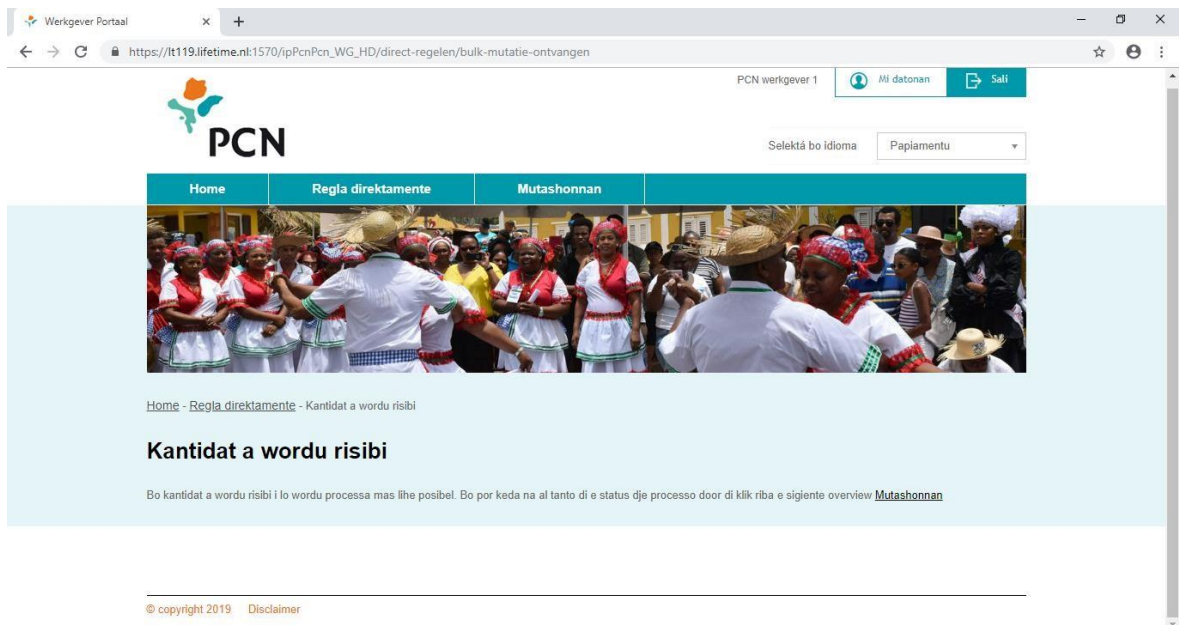 Werkgever Portaal
https://lt119.lifetime.nl:1570/ipPcnPcn_WG_HD/direct-regelen/bulk-mutatie-ontvangen
PCN werkgever 1 Mi datonan Sali
PCN
Selektá bo idioma Papiamentu
Home Regla direktamente Mutashonnan
Home - Regla direktamente - Kantidat a wordu risibi
Kantidat a wordu risibi
Bo kantidat a wordu risibi i lo wordu processa mas lihe posibel. Bo por keda na al tanto di e status dje processo door di klik riba e sigiente overview Mutashonnan
© copyright 2019 Disclaimer